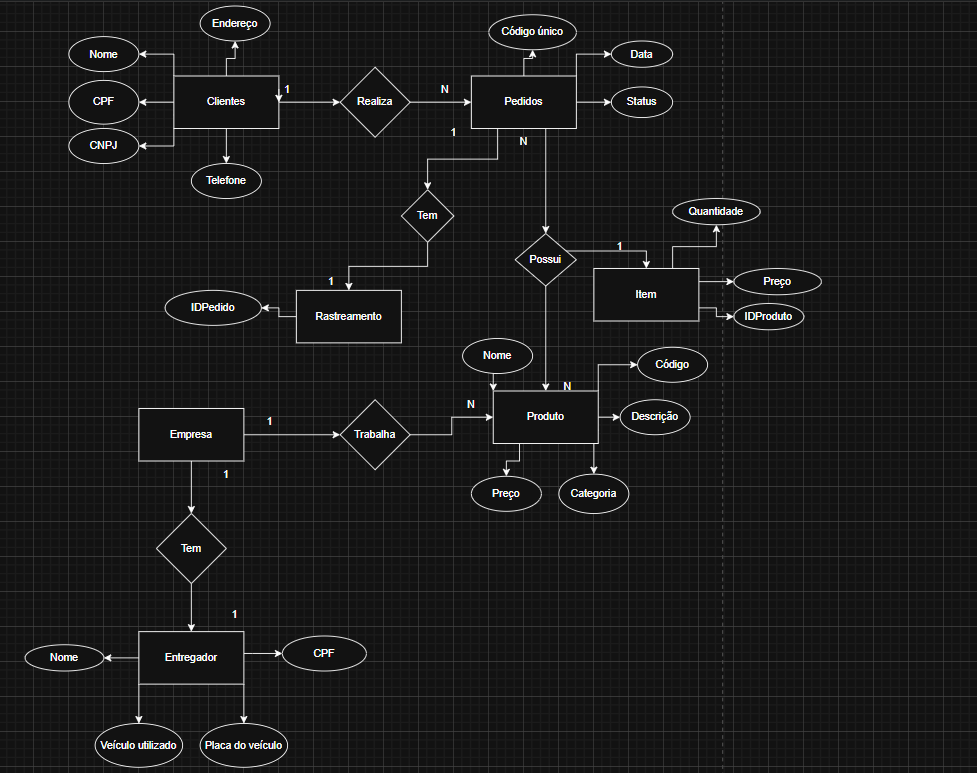 Endereço
Código único
Nome
Data
CPF
Clientes
1
Realiza
N
Pedidos
Status
1
N
CNPJ
Telefone
Tem
Quantidade
1
Possui
1
Item
Preço
IDPedido
Rastreamento
IDProduto
Nome
Código
N
N
Produto
Descrição
Empresa
1
Trabalha
1
Preço
Categoria
Tem
1
Nome
Entregador
CPF
Veículo utilizado
Placa do veículo